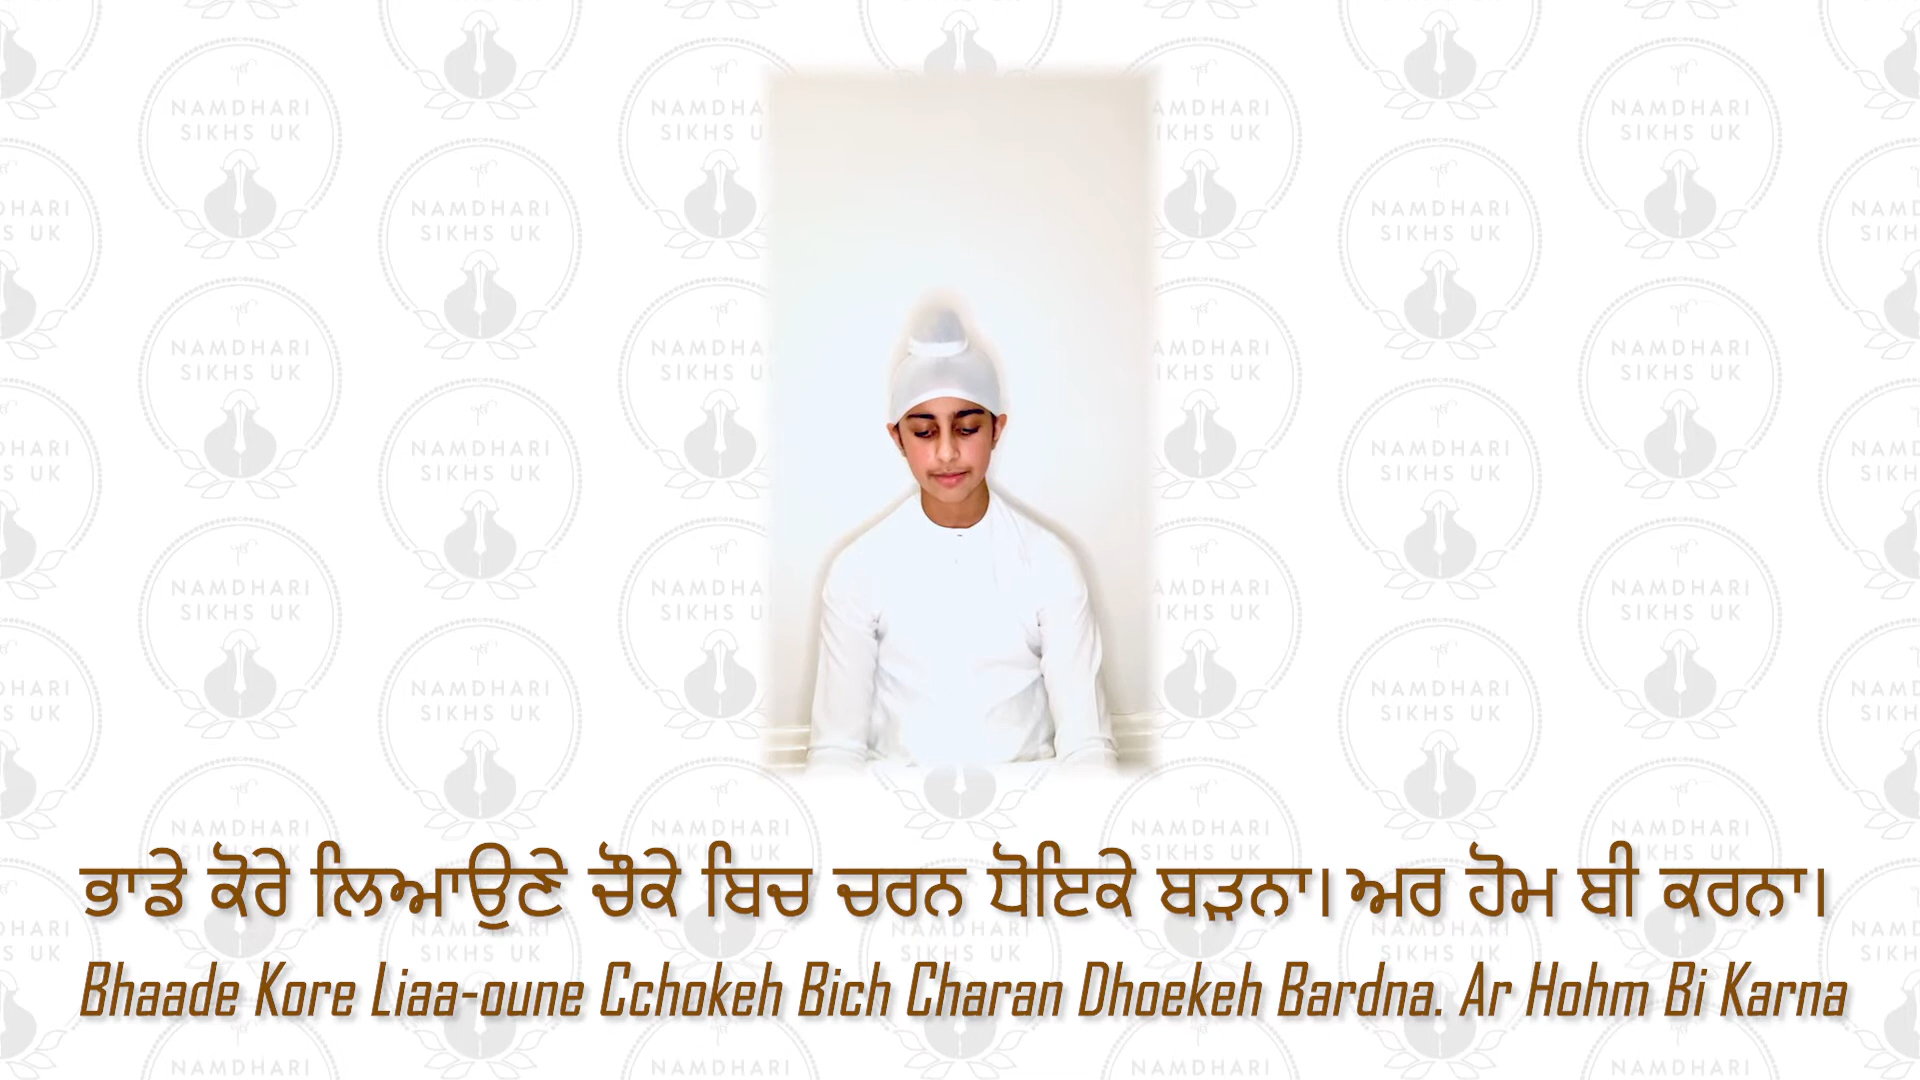 NAMDHARI
SIKHS UK
ਭਾਡੇ ਕੋਰੇ ਲਿਆਉਣੇ ਚੌਕੇ ਬਿਚ ਚਰਨ ਧੋਇਕੇ ਬੜਨਾ। ਅਰ ਹੋਮ ਬੀ ਕਰਨਾ।
Bhaade Kore Liaa-oune Cchokeh Bich Charan Dhoekeh Bardna. Ar Hohm Bi Karna